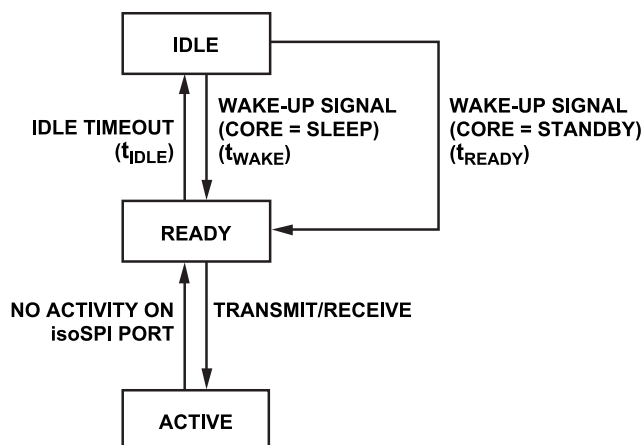 IDLE
IDLE TIMEOUT
(tIDLE)
WAKE-UP SIGNAL
(CORE = SLEEP)
(tWAKE)
WAKE-UP SIGNAL
(CORE = STANDBY)
(tREADY)
READY
NO ACTIVITY ON
isoSPI PORT
TRANSMIT/RECEIVE
ACTIVE